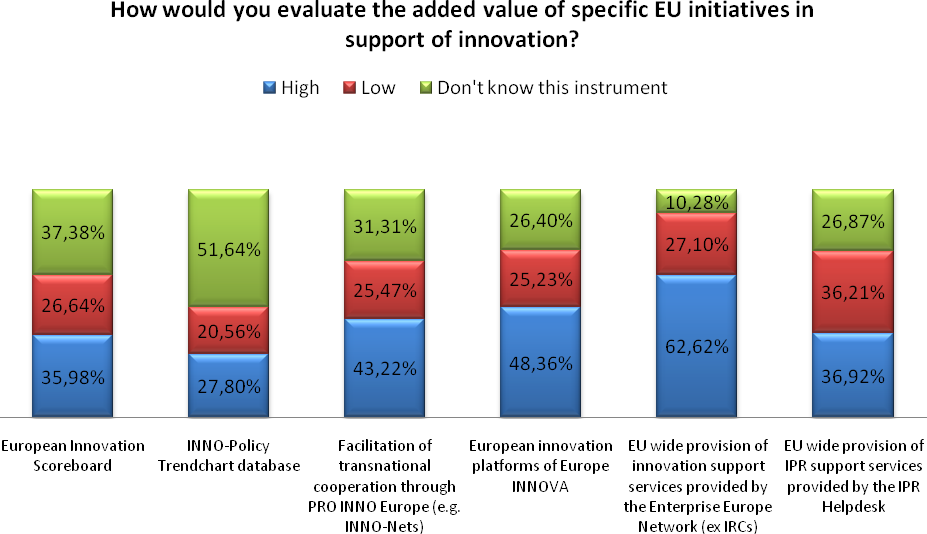 How would you evaluate the added value of specific EU initiatives in
support of innovation?
High Low Don't know this instrument
37,38%
26,64%
35,98%
51,64%
20,56%
27,80%
31,31%
25,47%
43,22%
26,40%
25,23%
48,36%
10,28%
27,10%
62,62%
26,87%
36,21%
36,92%
European Innovation
Scoreboard
INNO-Policy
Trendchart database
Facilitation of
transnational
cooperation through
PRO INNO Europe (e.g.
INNO-Nets)
European innovation
platforms of Europe
INNOVA
EU wide provision of
innovation support
services provided by
the Enterprise Europe
Network (ex IRCs)
EU wide provision of
IPR support services
provided by the IPR
Helpdesk